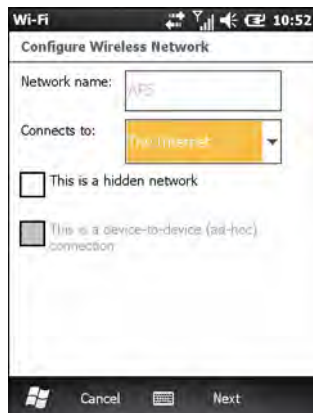 Wi-Fi 10:52
Configure Wireless Network
Network name: APS
Connects to: The Internet
This is a hidden network
This is a device-to-device (ad-hoc)
connection
Cancel Next